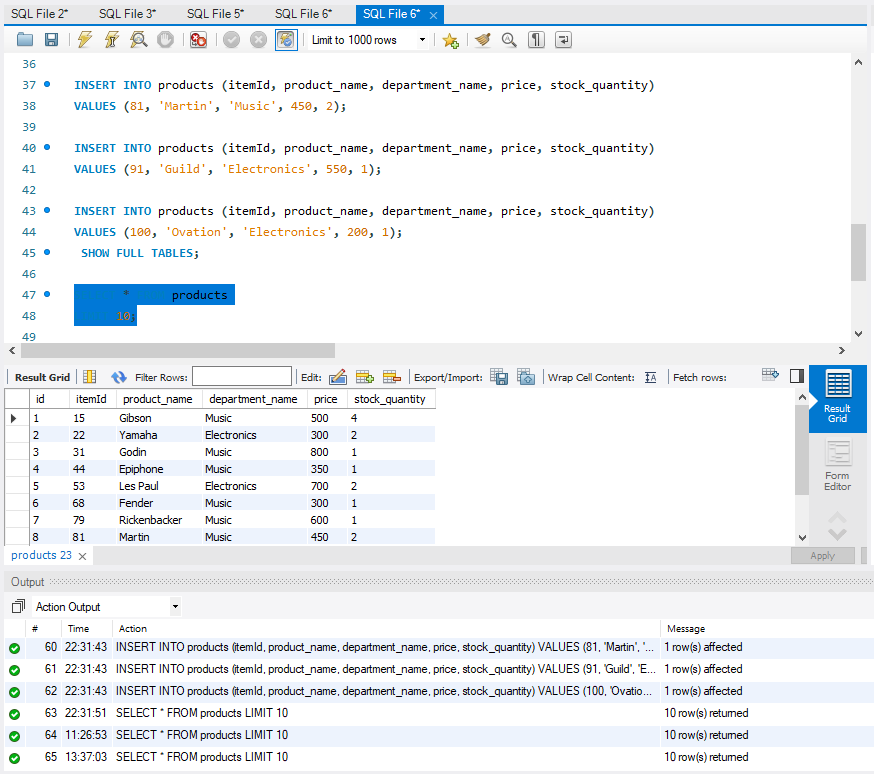 SQL File 2* SQL File 3* SQL File 5* SQL File 6* SQL File 6*
Limit to 1000 rows
36
37 INSERT INTO products (itemId, product_name, department_name, price, stock_quantity)
38 VALUES (81, 'Martin', 'Music', 450, 2);
39
40 INSERT INTO products (itemId, product_name, department_name, price, stock_quantity)
41 VALUES (91, 'Guild', 'Electronics', 550, 1);
42
43 INSERT INTO products (itemId, product_name, department_name, price, stock_quantity)
44 VALUES (100, 'Ovation', 'Electronics', 200, 1);
45 SHOW FULL TABLES;
46
47 * products
48 10;
49
Result Grid Filter Rows: Edit: Export/Import: Wrap Cell Content: Fetch rows:
id itemId product_name department_name price stock_quantity
1 15 Gibson Music 500 4
2 22 Yamaha Electronics 300 2
3 31 Godin Music 800 1
4 44 Epiphone Music 350 1
5 53 Les Paul Electronics 700 2
6 68 Fender Music 300 1
7 79 Rickenbacker Music 600 1
8 81 Martin Music 450 2
Result
Grid
Form
Editor
products 23 Apply
Output
Action Output
# Time Action Message
60 22:31:43 INSERT INTO products (itemId, product_name, department_name, price, stock_quantity) VALUES (81, 'Martin', '... 1 row(s) affected
61 22:31:43 INSERT INTO products (itemId, product_name, department_name, price, stock_quantity) VALUES (91, 'Guild', 'E... 1 row(s) affected
62 22:31:43 INSERT INTO products (itemId, product_name, department_name, price, stock_quantity) VALUES (100, 'Ovatio... 1 row(s) affected
63 22:31:51 SELECT * FROM products LIMIT 10 10 row(s) returned
64 11:26:53 SELECT * FROM products LIMIT 10 10 row(s) returned
65 13:37:03 SELECT * FROM products LIMIT 10 10 row(s) returned